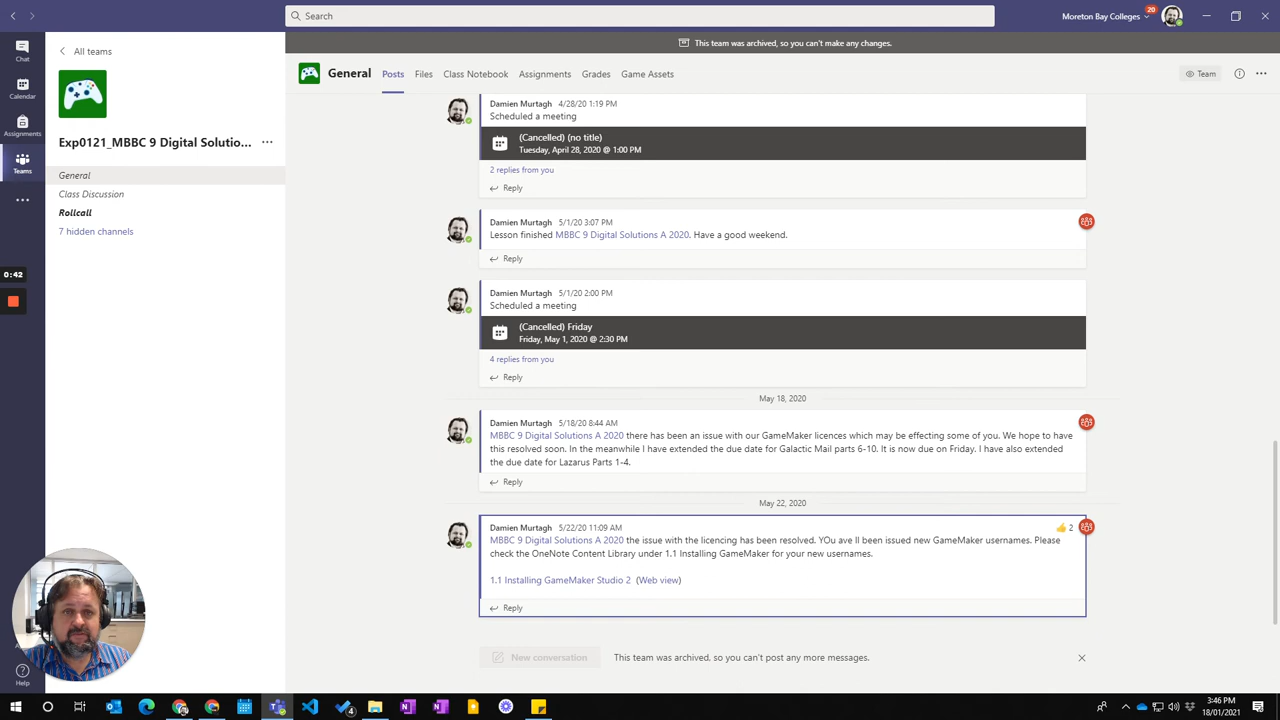 Search
Moretton Bay Colleges
20
Chat
Calendar
Assignments
Teams
0:42
Help
All teams
Exp0121_MBBC 9 Digital Solutio...
General
Class Discussion
Rollcall
7 hidden channels
This team was archived, so you can't make any changes.
General Posts Files Class Notebook Assignments Grades Game Assets
Team
Damien Murtagh 4/28/20 1:19 PM
Scheduled a meeting
(Cancelled) (no title)
Tuesday, April 28, 2020 @ 1:00 PM
2 replies from you
Reply
Damien Murtagh 5/1/20 3:07 PM
Lesson finished MBBC 9 Digital Solutions A 2020. Have a good weekend.
Reply
Damien Murtagh 5/1/20 2:00 PM
Scheduled a meeting
(Cancelled) Friday
Friday, May 1, 2020 @ 2:30 PM
4 replies from you
Reply
May 18, 2020
Damien Murtagh 5/18/20 8:44 AM
MBBC 9 Digital Solutions A 2020 there has been an issue with our GameMaker licences which may be effecting some of you. We hope to have
this resolved soon. In the meanwhile I have extended the due date for Galactic Mail parts 6-10. It is now due on Friday. I have also extended
the due date for Lazarus Parts 1-4.
Reply
May 22, 2020
Damien Murtagh 5/22/20 11:09 AM
2
MBBC 9 Digital Solutions A 2020 the issue with the licencing has been resolved. YOu ave ll been issued new GameMaker usernames. Please
check the OneNote Content Library under 1.1 Installing GameMaker for your new usernames.
1.1 Installing GameMaker Studio 2 (Web view)
Reply
New conversation
This team was archived, so you can't post any more messages.
4
3:46 PM
18/01/2021